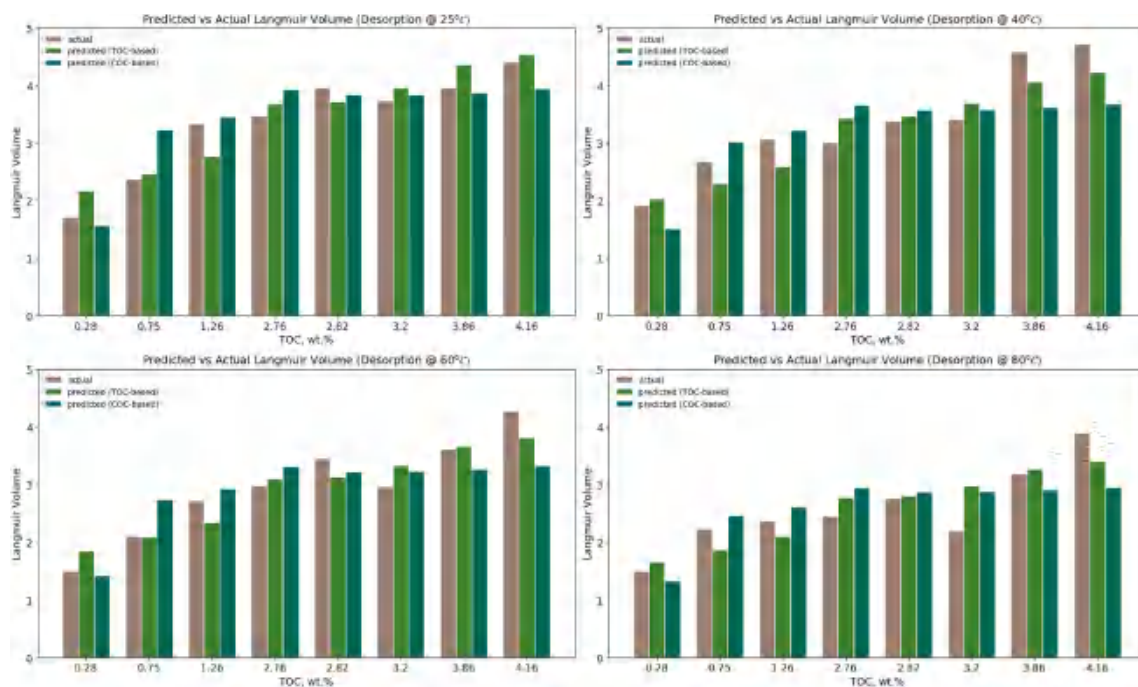 Predicted vs Actual Langmuir Volume (Desorption @ 25°c)
5
4
3
2
1
0
Langmuir Volume
actual
predicted (TOC-based)
predicted (COC-based)
0.28 0.75 1.26 2.76 2.82 3.2 3.86 4.16
TOC, wt.%
Predicted vs Actual Langmuir Volume (Desorption @ 40°c)
5
4
3
2
1
0
Langmuir Volume
actual
predicted (TOC-based)
predicted (COC-based)
0.28 0.75 1.26 2.76 2.82 3.2 3.86 4.16
TOC, wt.%
Predicted vs Actual Langmuir Volume (Desorption @ 60°c)
5
4
3
2
1
0
Langmuir Volume
actual
predicted (TOC-based)
predicted (COC-based)
0.28 0.75 1.26 2.76 2.82 3.2 3.86 4.16
TOC, wt.%
Predicted vs Actual Langmuir Volume (Desorption @ 80°c)
5
4
3
2
1
0
Langmuir Volume
actual
predicted (TOC-based)
predicted (COC-based)
0.28 0.75 1.26 2.76 2.82 3.2 3.86 4.16
TOC, wt.%